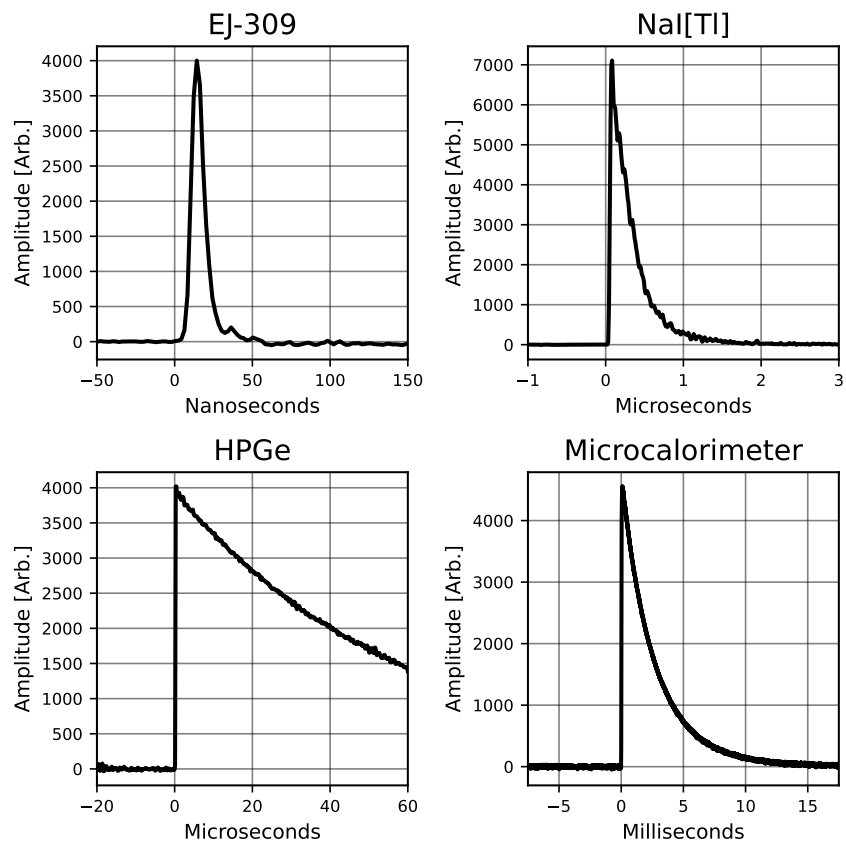 EJ-309
4000
3500
3000
2500
2000
1500
1000
500
0
Amplitude [Arb.]
−50 0 50 100 150
Nanoseconds
NaI[Tl]
7000
6000
5000
4000
3000
2000
1000
0
Amplitude [Arb.]
−1 0 1 2 3
Microseconds
HPGe
4000
3500
3000
2500
2000
1500
1000
500
0
Amplitude [Arb.]
−20 0 20 40 60
Microseconds
Microcalorimeter
4000
3000
2000
1000
0
Amplitude [Arb.]
−5 0 5 10 15
Milliseconds